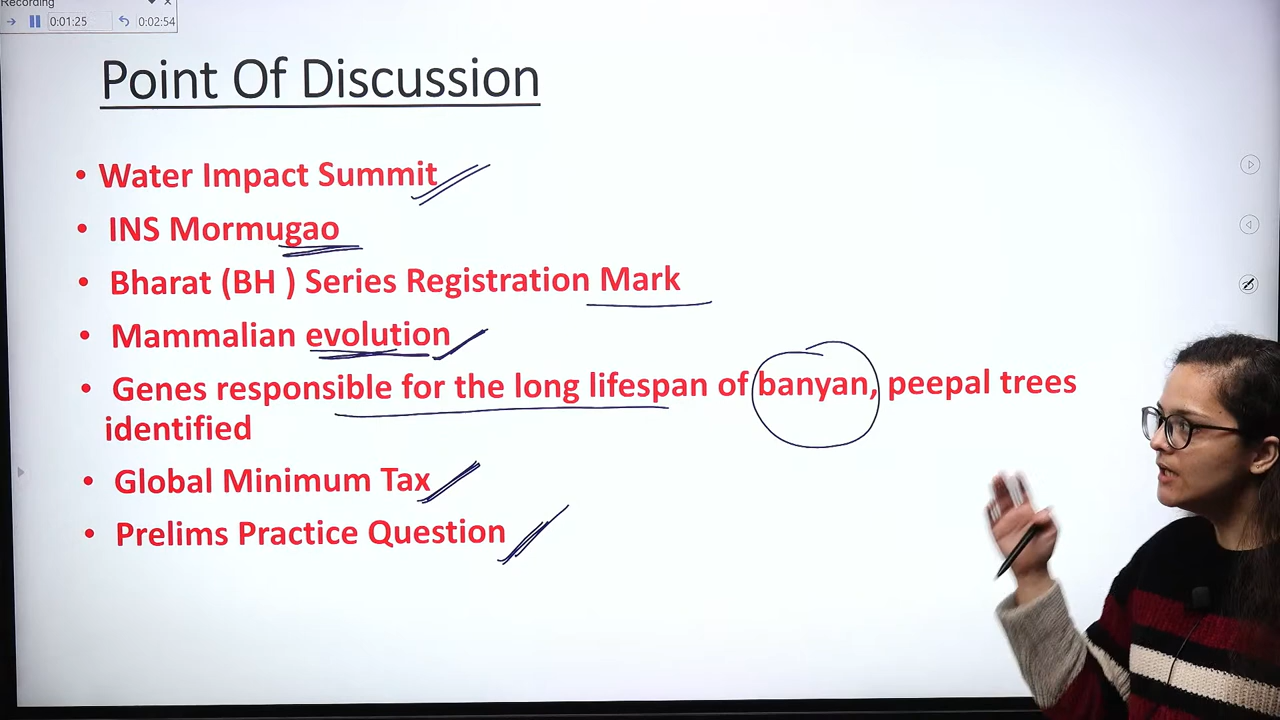 Recording
0:01:25
0:02:54
Point Of Discussion
• Water Impact Summit
• INS Mormugao
• Bharat (BH ) Series Registration Mark
• Mammalian evolution
• Genes responsible for the long lifespan of banyan, peepal trees
identified
• Global Minimum Tax
• Prelims Practice Question